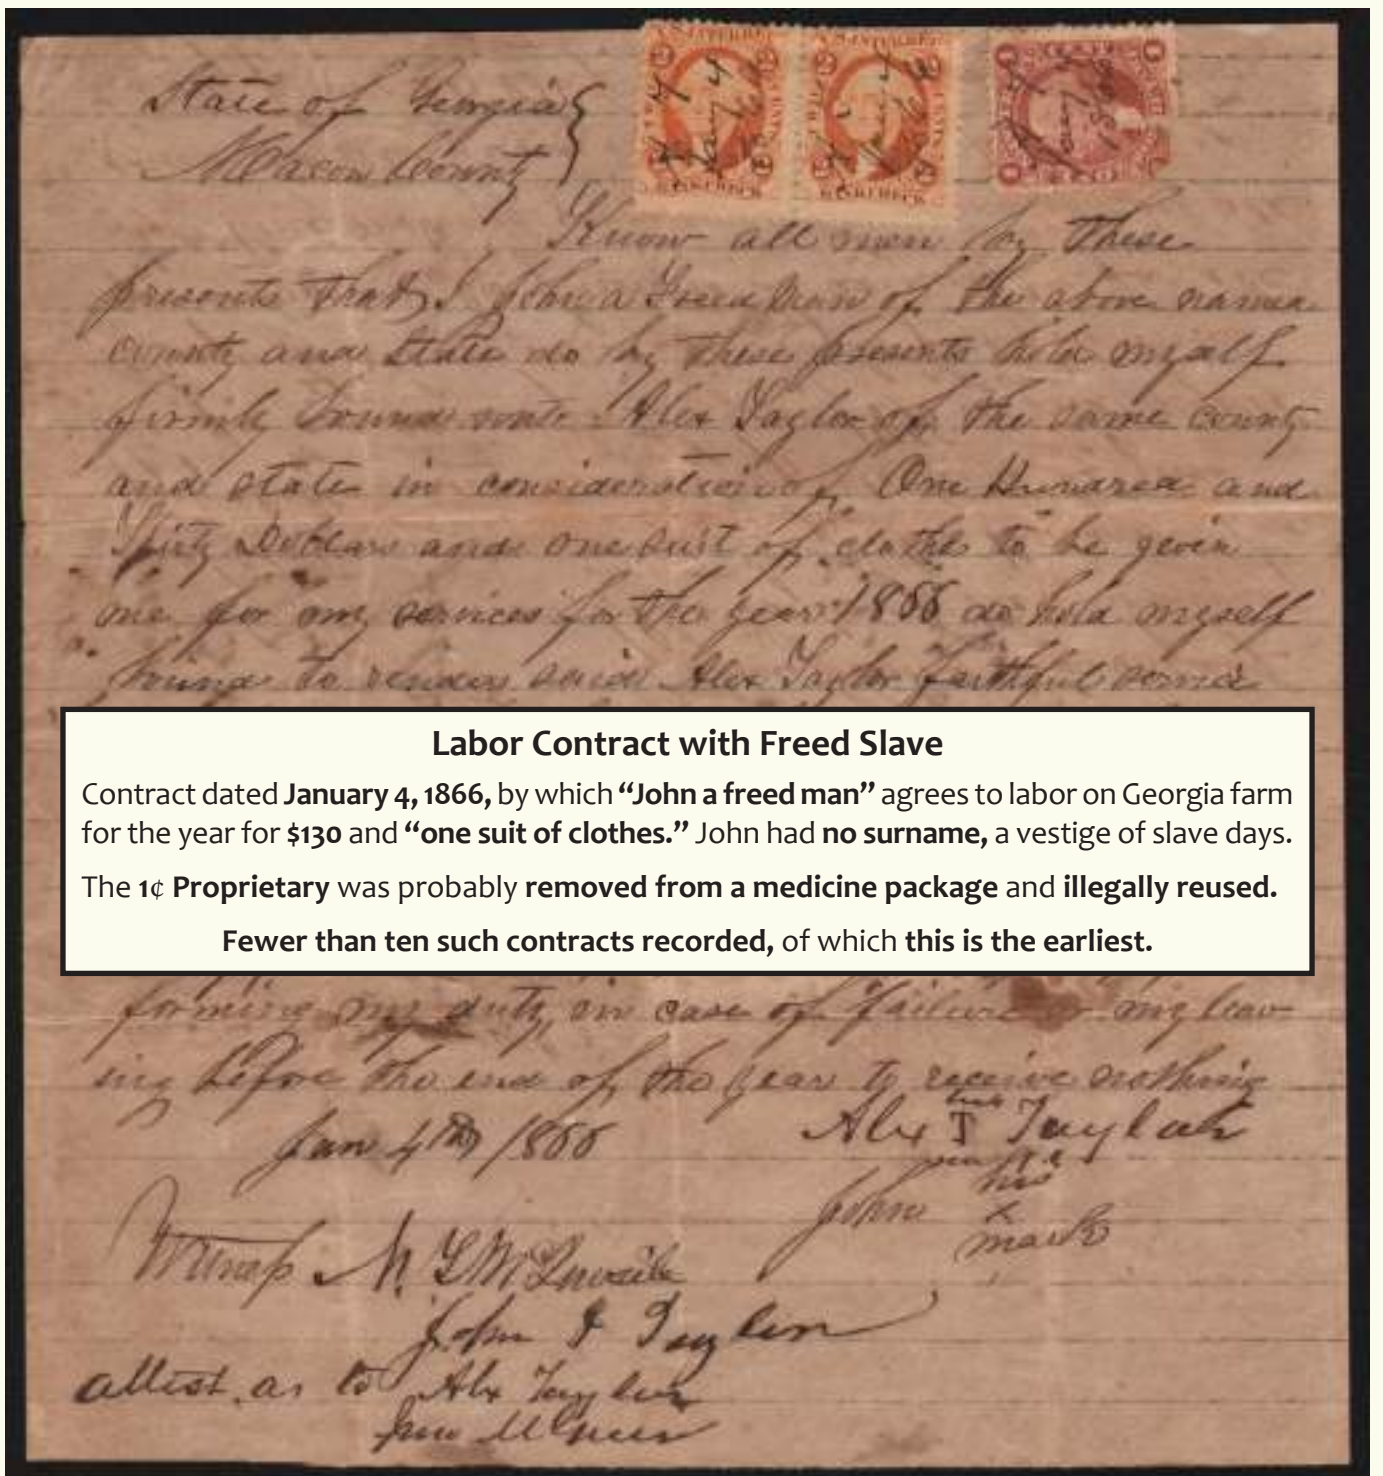 State of Georgia
Macon County
Know all men by these
presents that I John a Freed man of the above named
county and State do by these presents hold myself
firmly bound unto Alex Taylor of the same county
and state in consideration of One Hundred and
Thirty Dollars and one suit of clothes to be given
me for my services for the year 1866 do hold myself
bound to render said Alex Taylor faithful service
Labor Contract with Freed Slave
Contract dated January 4, 1866, by which “John a freed man” agrees to labor on Georgia farm
for the year for $130 and “one suit of clothes.” John had no surname, a vestige of slave days.
The 1¢ Proprietary was probably removed from a medicine package and illegally reused.
Fewer than ten such contracts recorded, of which this is the earliest.
forming my duty, in case of failure or my leav
ing before the end of the year to receive nothing
Jan 4th 1866
Alex T Taylor
his
John x
mark
Witness
John F Taylor
attest as to Alex Taylor